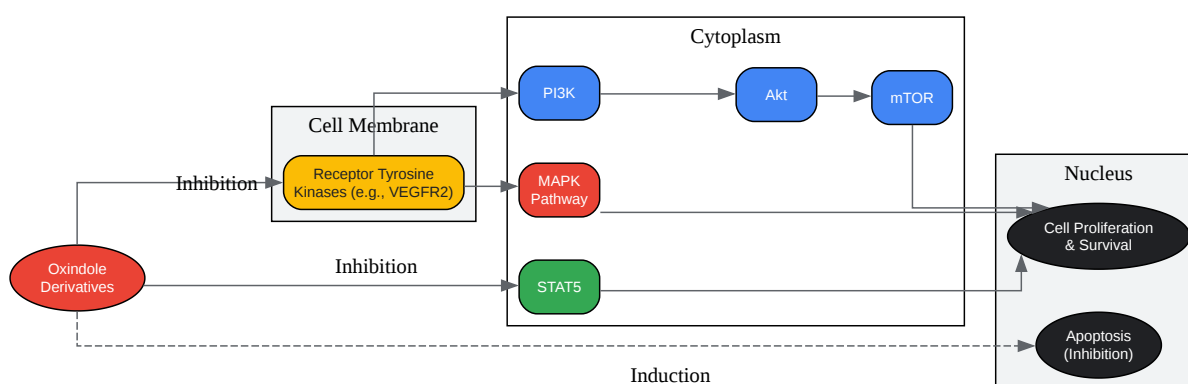 Cytoplasm
PI3K
Akt
mTOR
Cell Membrane
Receptor Tyrosine
Kinases (e.g., VEGFR2)
Inhibition
MAPK
Pathway
Nucleus
Cell Proliferation
& Survival
Oxindole
Derivatives
Inhibition
STAT5
Apoptosis
(Inhibition)
Induction